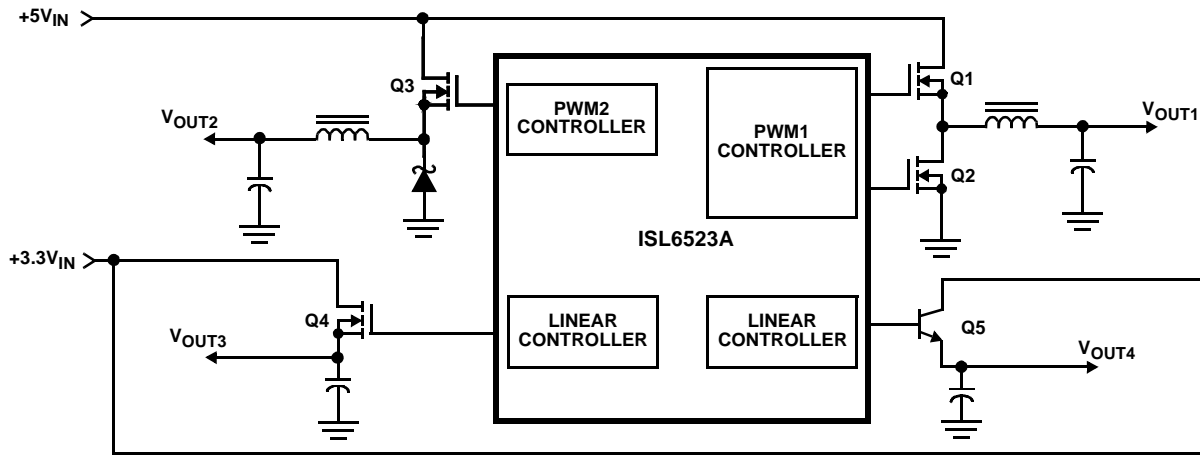 +5VIN
Q3
PWM2
CONTROLLER
PWM1
CONTROLLER
Q1
VOUT2
VOUT1
Q2
ISL6523A
+3.3VIN
Q4
LINEAR
CONTROLLER
LINEAR
CONTROLLER
Q5
VOUT3
VOUT4